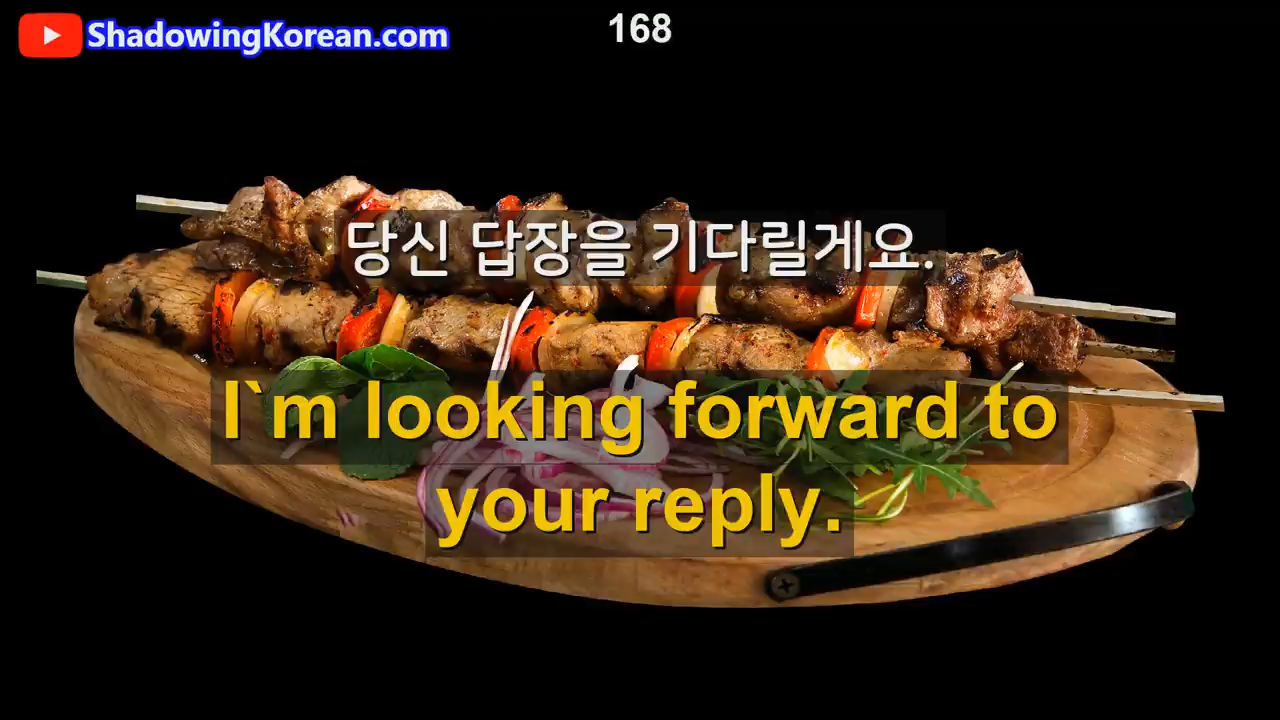 ShadowingKorean.com
168
당신 답장을 기다릴게요.
I`m looking forward to
your reply.